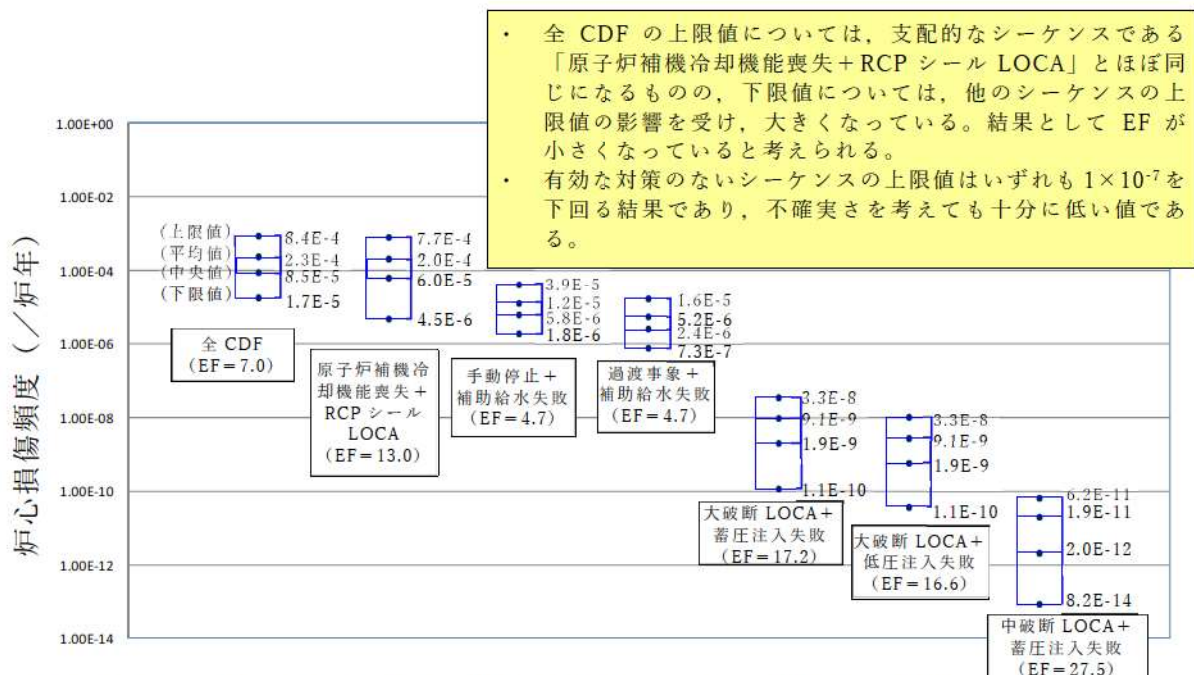 ・ 全 CDF の上限値については，支配的なシーケンスである
「原子炉補機冷却機能喪失＋RCP シール LOCA」とほぼ同
じになるものの，下限値については，他のシーケンスの上
限値の影響を受け，大きくなっている。結果として EF が
小さくなっていると考えられる。
・ 有効な対策のないシーケンスの上限値はいずれも 1×10⁻⁷を
下回る結果であり，不確実さを考えても十分に低い値であ
る。
炉心損傷頻度（／炉年）
1.00E+00
1.00E-02
1.00E-04
1.00E-06
1.00E-08
1.00E-10
1.00E-12
1.00E-14
(上限値)
(平均値)
(中央値)
(下限値)
8.4E-4
2.3E-4
8.5E-5
1.7E-5
全 CDF
(EF＝7.0)
7.7E-4
2.0E-4
6.0E-5
4.5E-6
原子炉補機冷
却機能喪失＋
RCP シール
LOCA
(EF＝13.0)
3.9E-5
1.2E-5
5.8E-6
1.8E-6
手動停止＋
補助給水失敗
(EF＝4.7)
1.6E-5
5.2E-6
2.4E-6
7.3E-7
過渡事象＋
補助給水失敗
(EF＝4.7)
3.3E-8
9.1E-9
1.9E-9
1.1E-10
大破断 LOCA＋
蓄圧注入失敗
(EF＝17.2)
3.3E-8
9.1E-9
1.9E-9
1.1E-10
大破断 LOCA＋
低圧注入失敗
(EF＝16.6)
6.2E-11
1.9E-11
2.0E-12
8.2E-14
中破断 LOCA＋
蓄圧注入失敗
(EF＝27.5)